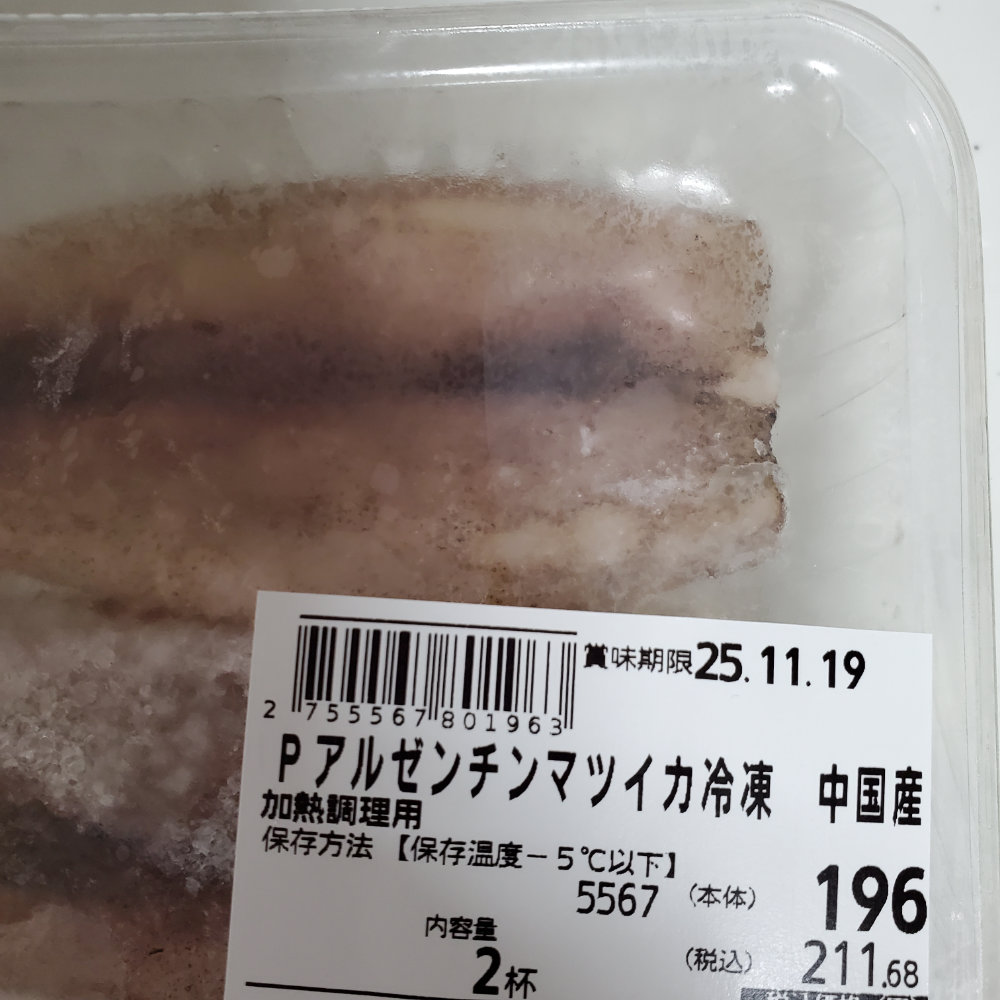 賞味期限25.11.19
2 755567 801963
Pアルゼンチンマツイカ冷凍 中国産
加熱調理用
保存方法 【保存温度－5℃以下】
5567 (本体) 196
内容量 (税込) 211.68
2杯